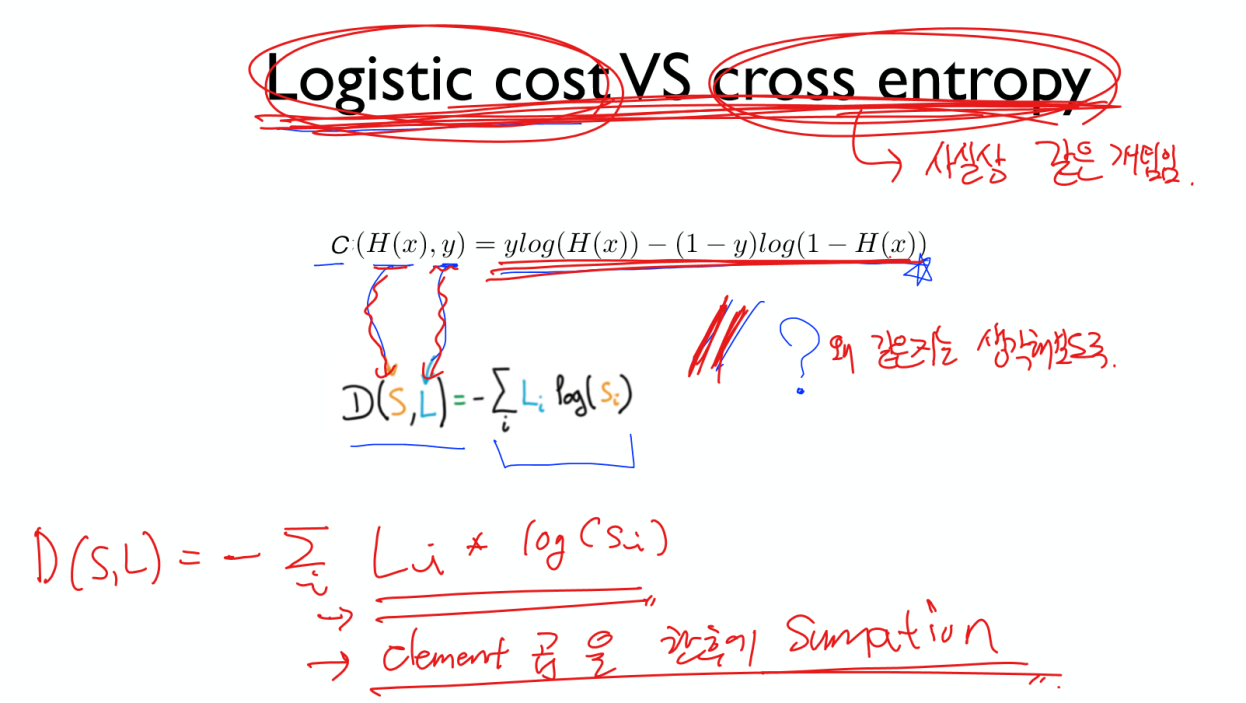 Logistic cost VS cross entropy
→ 사실상 같은 개념임.
C:(H(x), y) = ylog(H(x)) − (1 − y)log(1 − H(x))
? 왜 같은지는 생각해보도록.
D(S,L) = -∑i Li log(Si)
D(S,L) = - ∑i Li * log(Si)
→
→ element 곱을 한후에 Sumation